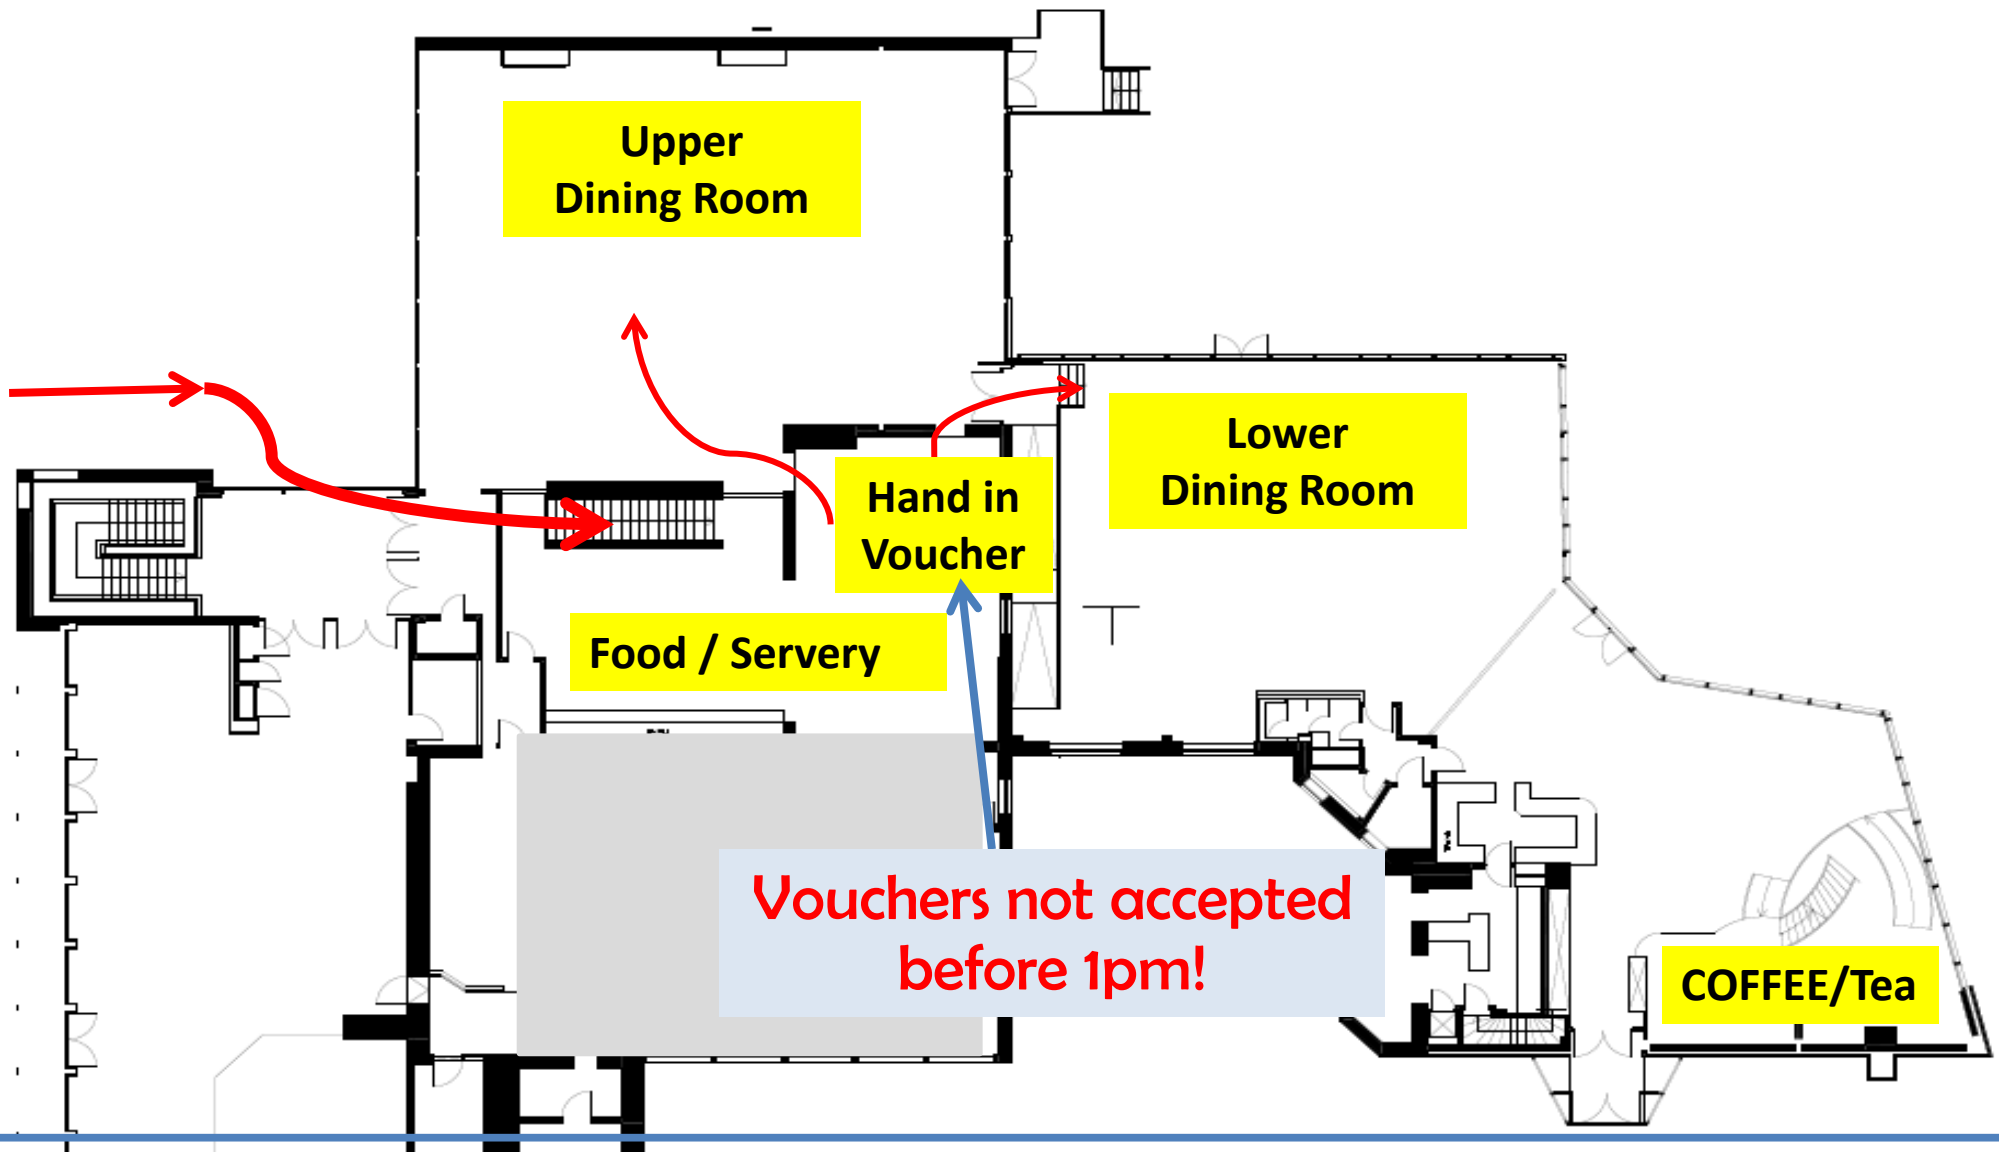 Upper
Dining Room
Lower
Dining Room
Hand in
Voucher
Food / Servery
Vouchers not accepted
before 1pm!
COFFEE/Tea